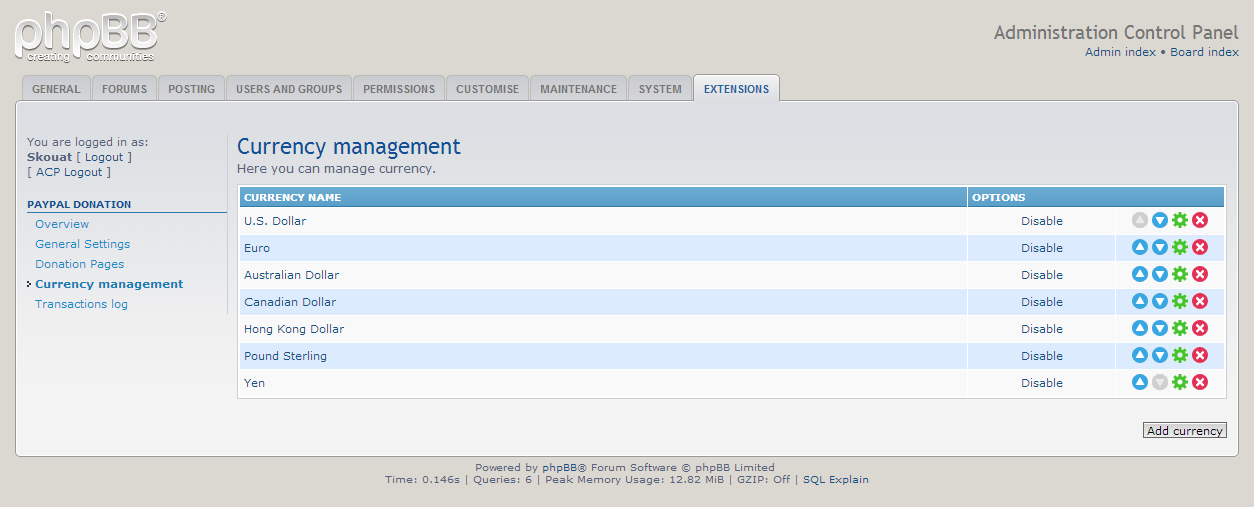 phpBB®
creating communities
Administration Control Panel
Admin index • Board index
GENERAL FORUMS POSTING USERS AND GROUPS PERMISSIONS CUSTOMISE MAINTENANCE SYSTEM EXTENSIONS
You are logged in as:
Skouat [ Logout ]
[ ACP Logout ]
PAYPAL DONATION
Overview
General Settings
Donation Pages
Currency management
Transactions log
Currency management
Here you can manage currency.
CURRENCY NAME OPTIONS
U.S. Dollar Disable
Euro Disable
Australian Dollar Disable
Canadian Dollar Disable
Hong Kong Dollar Disable
Pound Sterling Disable
Yen Disable
Add currency
Powered by phpBB® Forum Software © phpBB Limited
Time: 0.146s | Queries: 6 | Peak Memory Usage: 12.82 MiB | GZIP: Off | SQL Explain